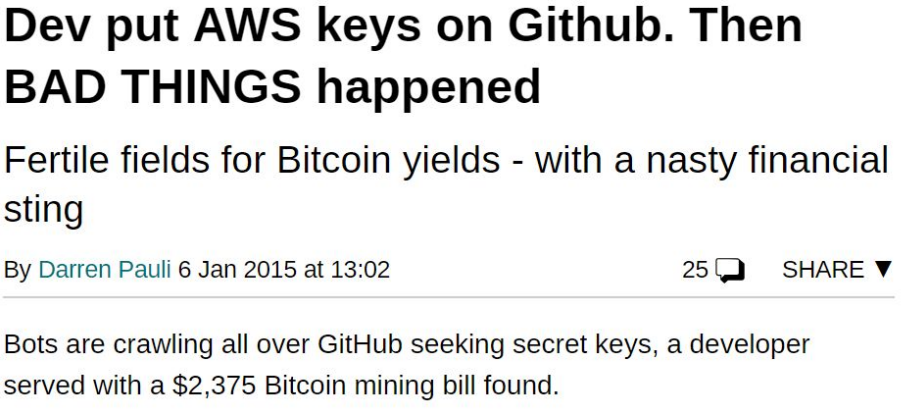 Dev put AWS keys on Github. Then
BAD THINGS happened
Fertile fields for Bitcoin yields - with a nasty financial
sting
By Darren Pauli 6 Jan 2015 at 13:02 25 SHARE ▼
Bots are crawling all over GitHub seeking secret keys, a developer
served with a $2,375 Bitcoin mining bill found.